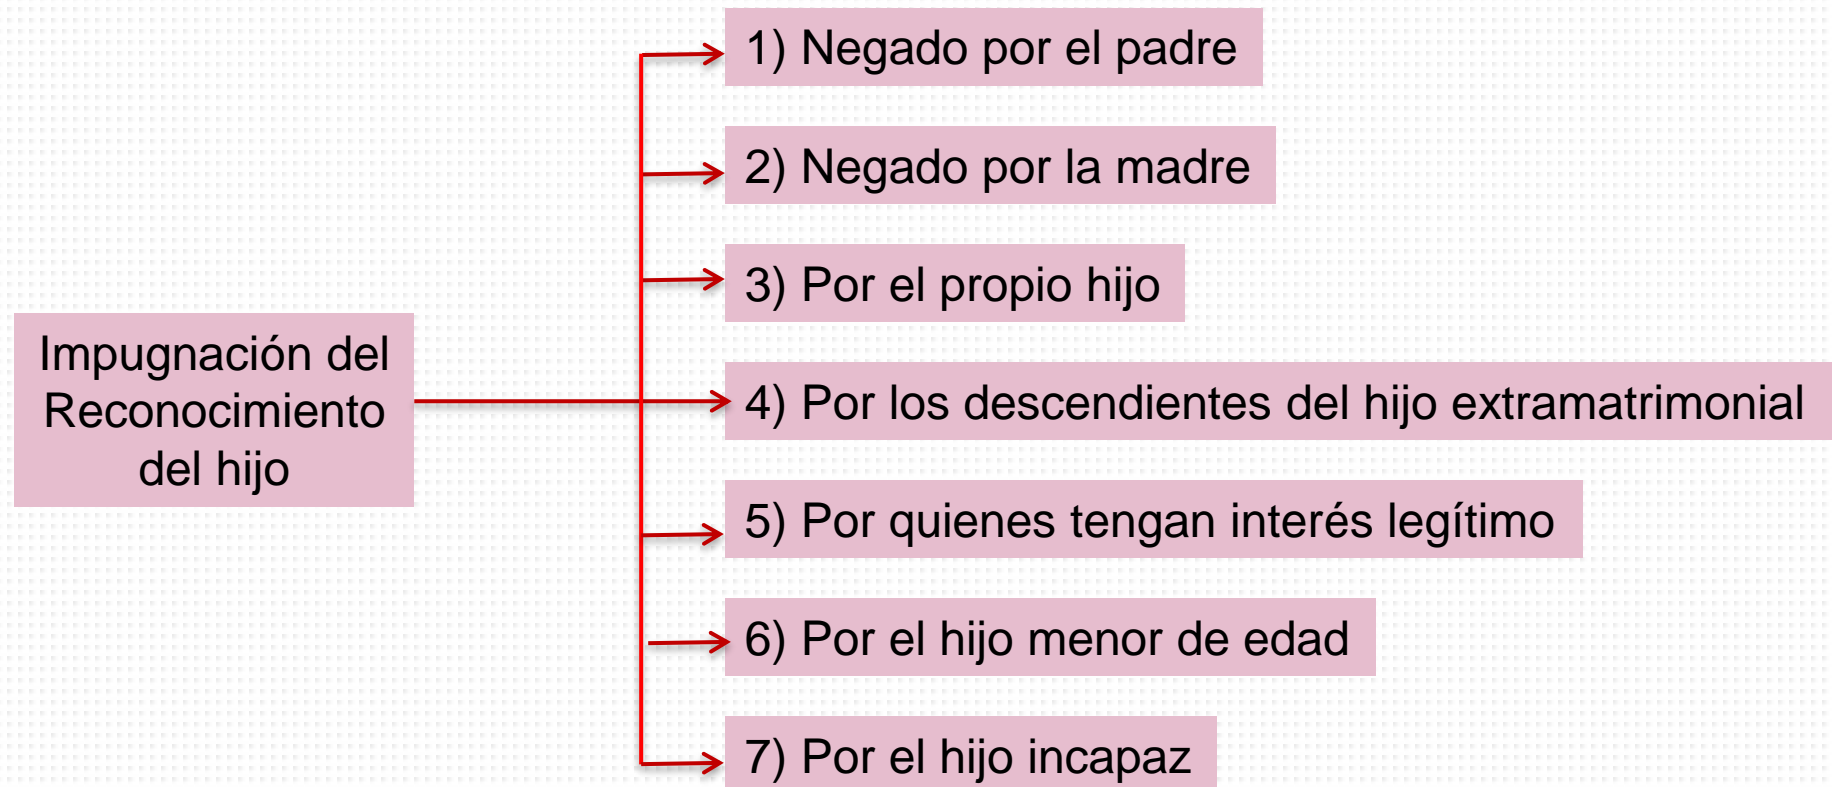 Impugnación del
Reconocimiento
del hijo
1) Negado por el padre
2) Negado por la madre
3) Por el propio hijo
4) Por los descendientes del hijo extramatrimonial
5) Por quienes tengan interés legítimo
6) Por el hijo menor de edad
7) Por el hijo incapaz